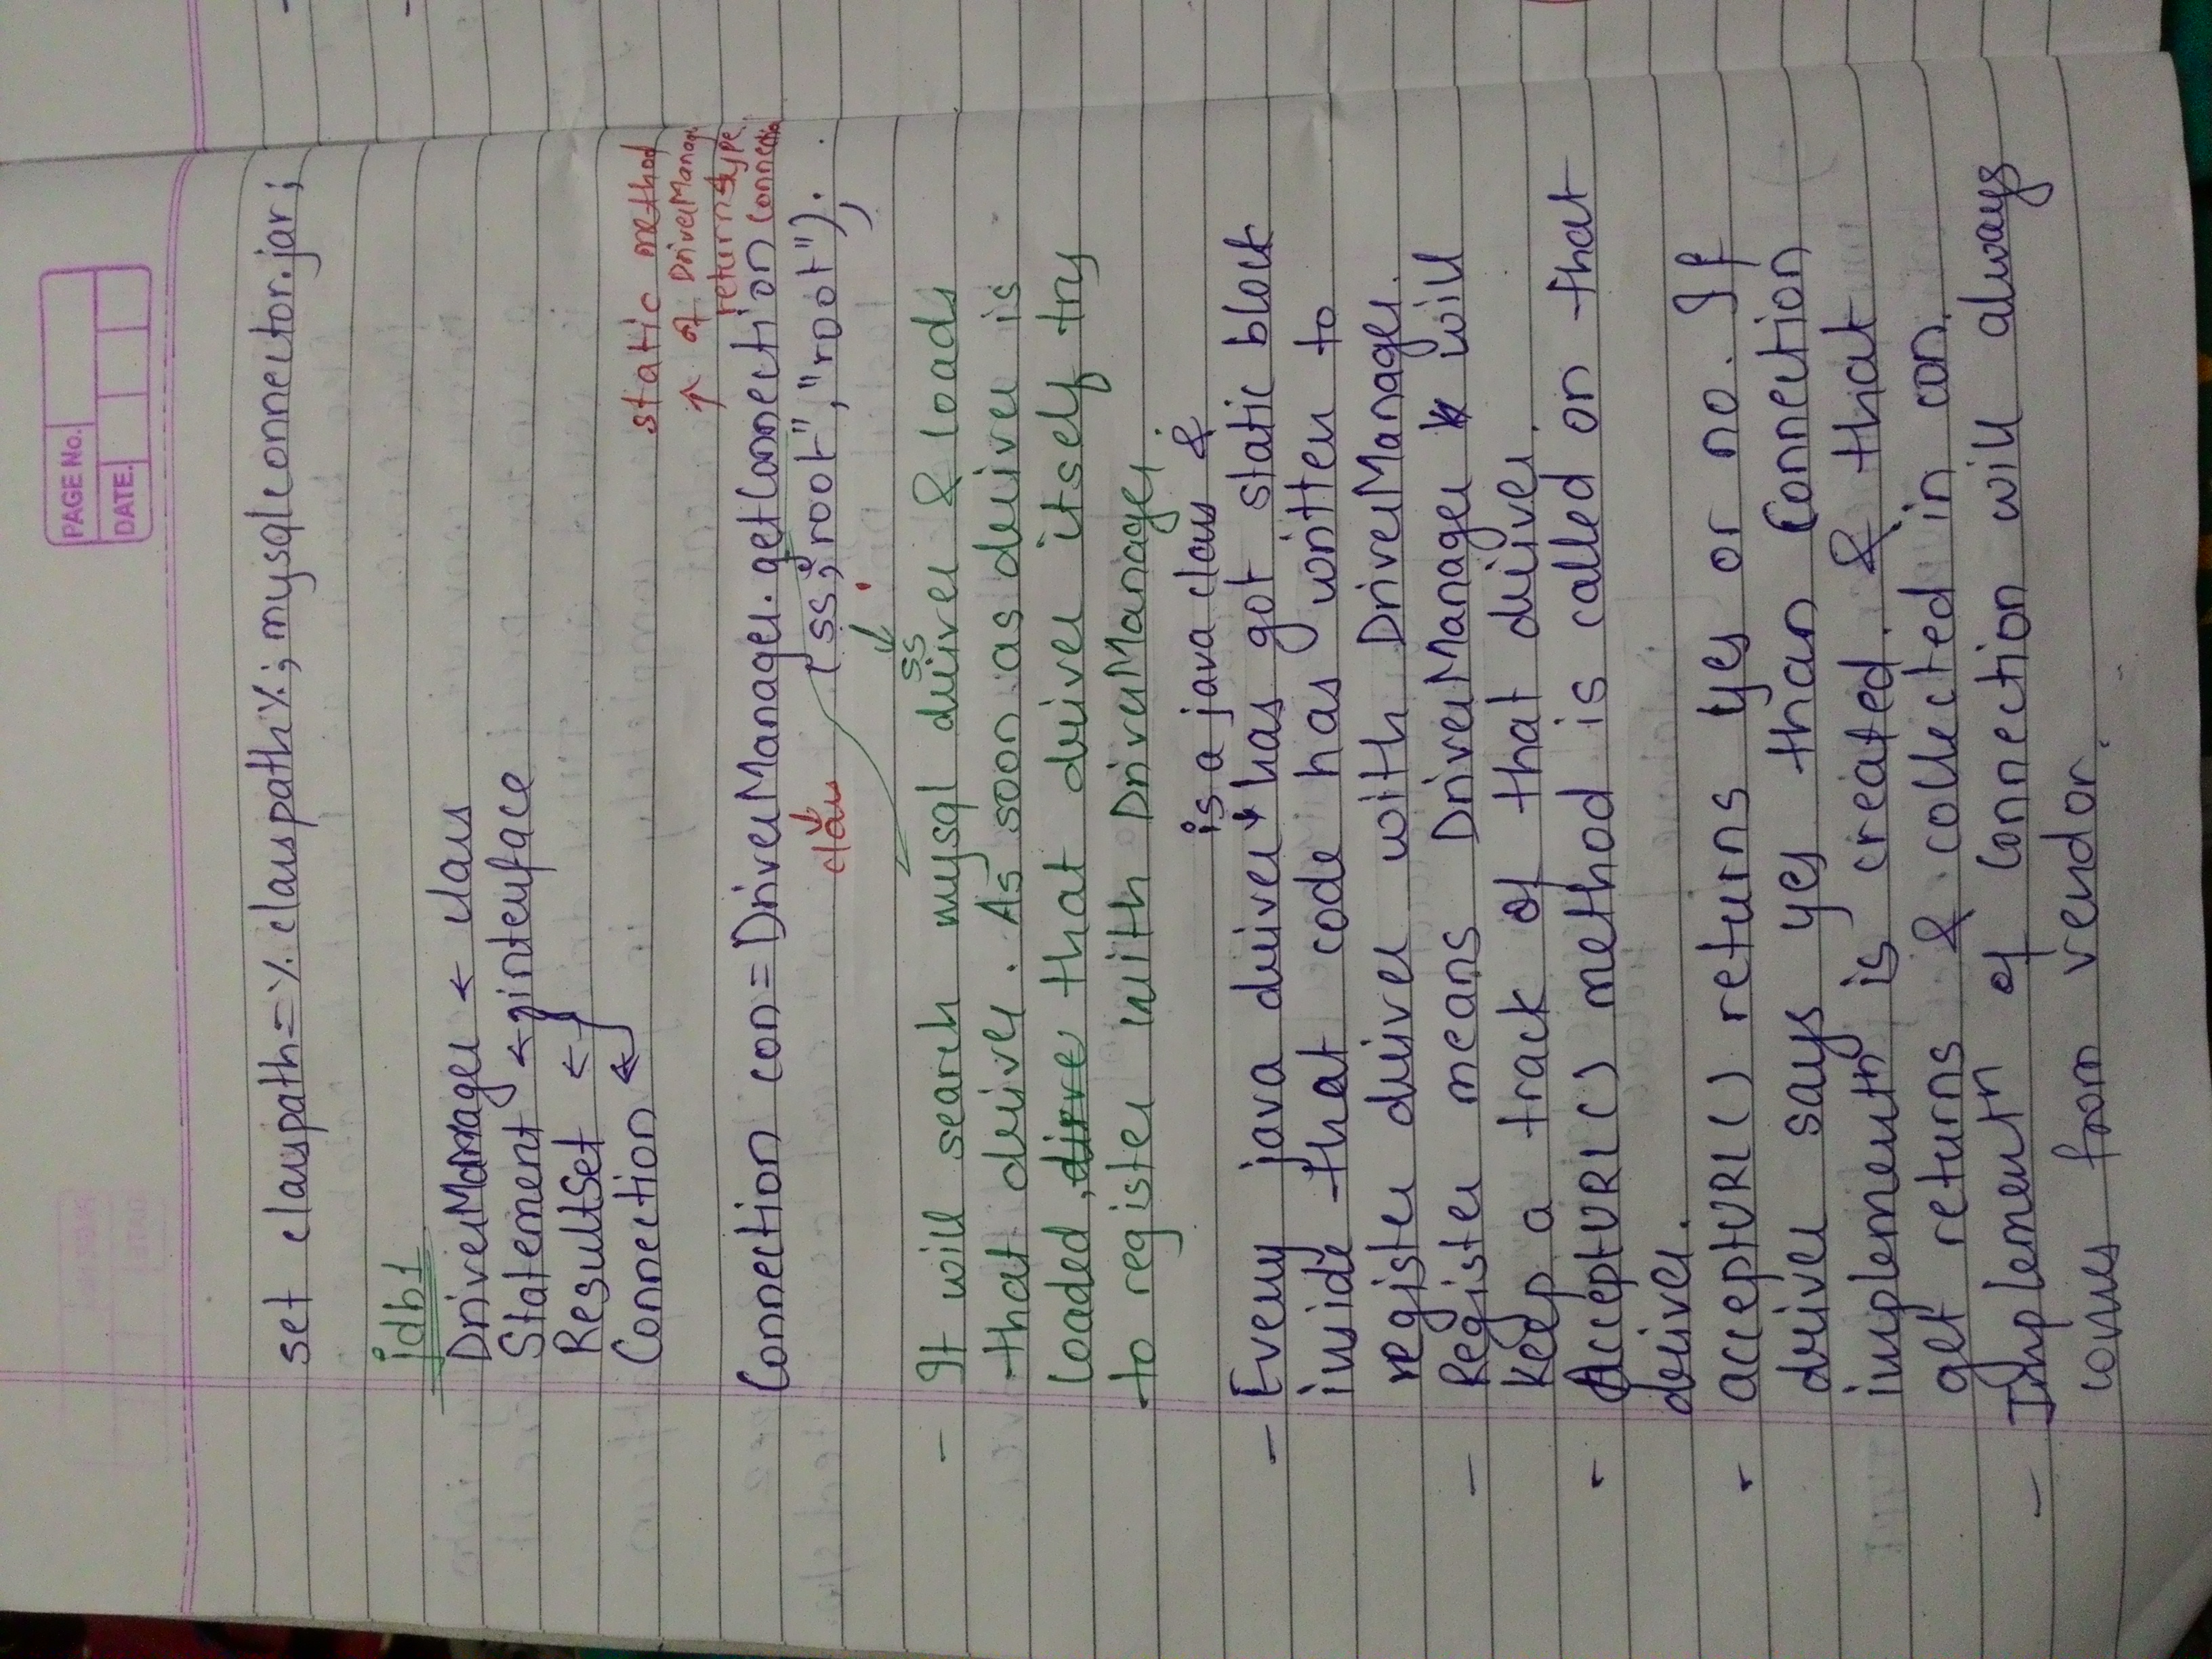 PAGE No.
DATE.
set classpath=%classpath%; mysqlconnector.jar;
jdb1
DriverManager ← class
Statement ← interface
ResultSet ←
Connection ←
static method
↑ of DriverManager
returns type
Connection con = DriverManager.getConnection Connection
class (ss,"root","root");
↓
ss
- It will search mysql driver & loads
that driver. As soon as driver is
loaded, that driver itself try
to register with DriverManager.
is a java class &
- Every java driver has got static block
inside that code has written to
register driver with DriverManager.
- Register means DriverManager will
keep a track of that driver.
- AcceptURL() method is called on that
driver.
- acceptURL() returns yes or no. If
driver says yes than Connection
implementn is created. & that
get returns & collected in con.
- Implementn of Connection will always
comes from vendor.